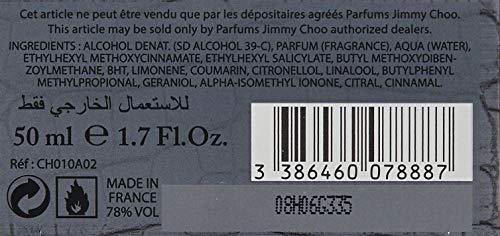 Cet article ne peut être vendu que par les dépositaires agréés Parfums Jimmy Choo.
This article may be sold only by Parfums Jimmy Choo authorized dealers.
INGREDIENTS : ALCOHOL DENAT. (SD ALCOHOL 39-C), PARFUM (FRAGRANCE), AQUA (WATER),
ETHYLHEXYL METHOXYCINNAMATE, ETHYLHEXYL SALICYLATE, BUTYL METHOXYDIBEN-
ZOYLMETHANE, BHT, LIMONENE, COUMARIN, CITRONELLOL, LINALOOL, BUTYLPHENYL
METHYLPROPIONAL, GERANIOL, ALPHA-ISOMETHYL IONONE, CITRAL, CINNAMAL.
للاستعمال الخارجي فقط
50 ml ℮ 1.7 Fl.Oz.
Réf : CH010A02
MADE IN
FRANCE
78% VOL
3 386460 078887
08H06G335